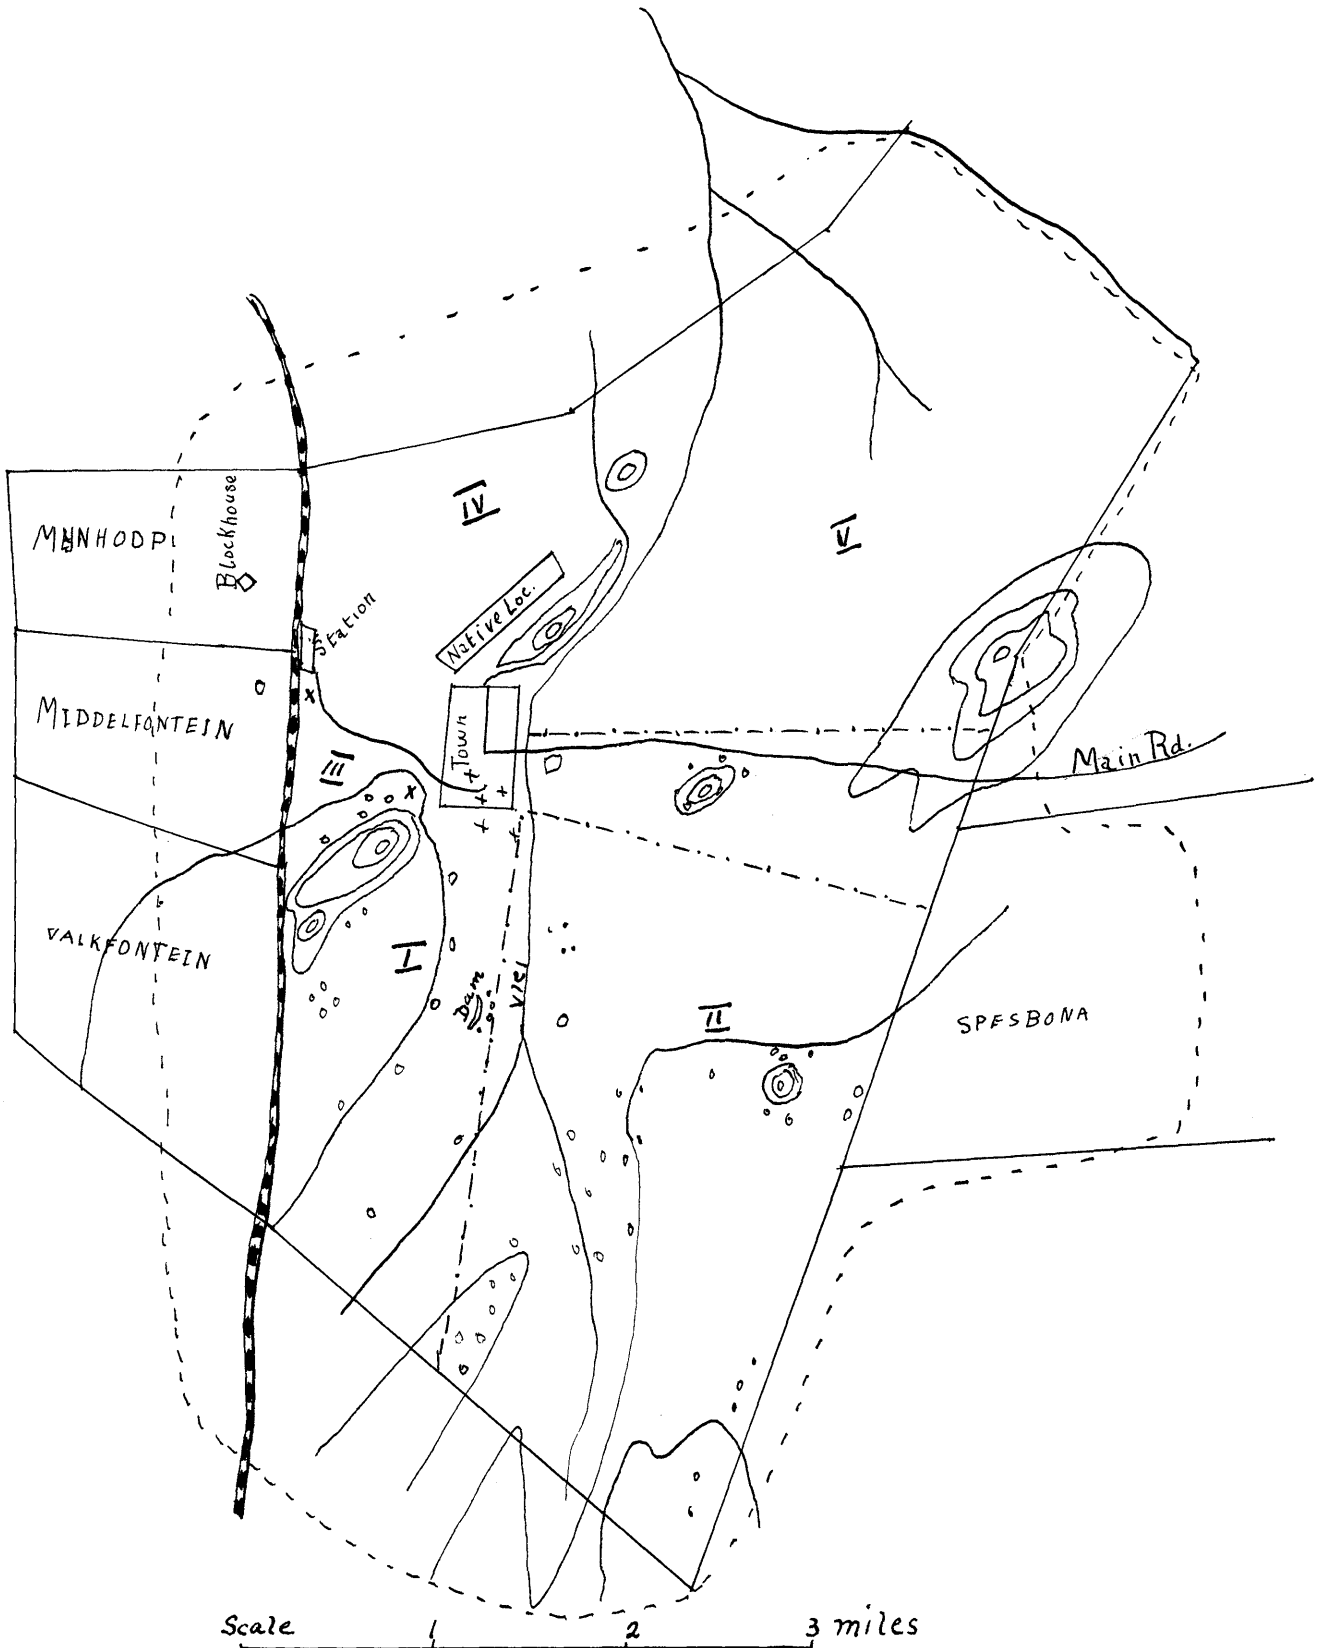 IV
V
Blockhouse
MYNHOOP
Native Loc.
Station
MIDDELFONTEIN
Town
Main Rd.
III
VALKFONTEIN
I
Dam
VLEI
II
SPESBONA
Scale 1 2 3 miles